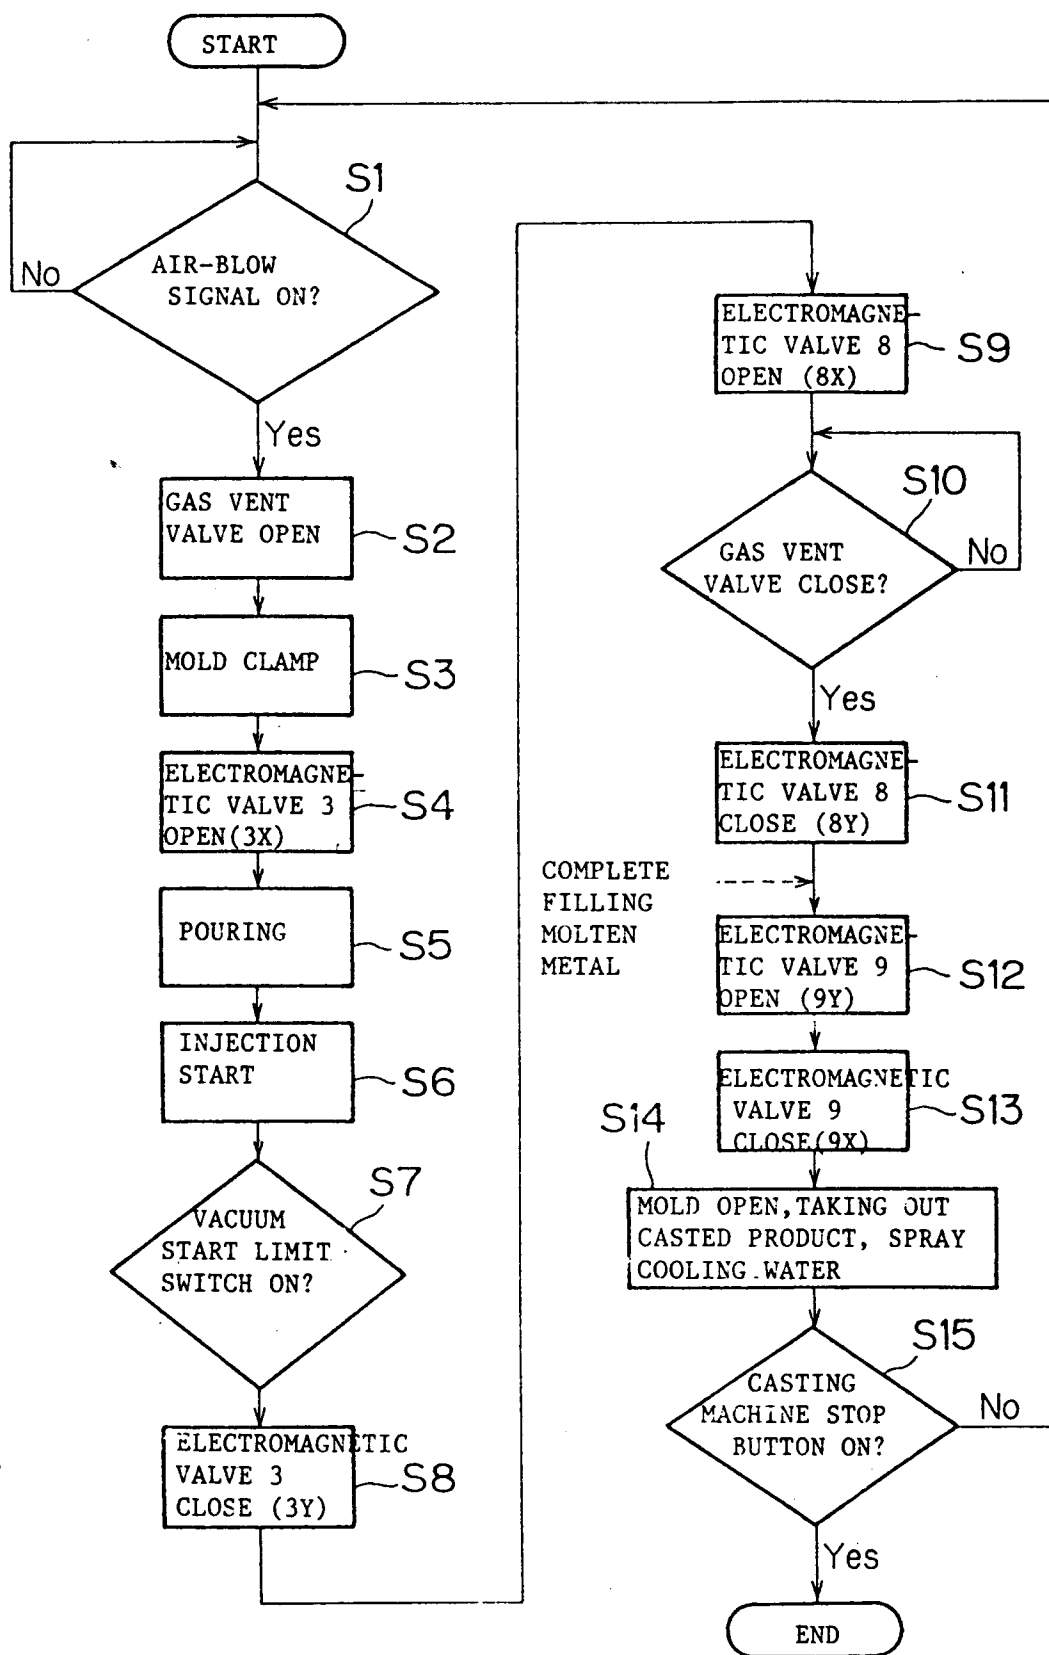 START
S1
AIR-BLOW
SIGNAL ON?
No
Yes
GAS VENT
VALVE OPEN
S2
MOLD CLAMP
S3
ELECTROMAGNE-
TIC VALVE 3
OPEN(3X)
S4
POURING
S5
INJECTION
START
S6
S7
VACUUM
START LIMIT
SWITCH ON?
ELECTROMAGNETIC
VALVE 3
CLOSE (3Y)
S8
ELECTROMAGNE-
TIC VALVE 8
OPEN (8X)
S9
S10
GAS VENT
VALVE CLOSE?
No
Yes
ELECTROMAGNE-
TIC VALVE 8
CLOSE (8Y)
S11
COMPLETE
FILLING
MOLTEN
METAL
ELECTROMAGNE-
TIC VALVE 9
OPEN (9Y)
S12
ELECTROMAGNETIC
VALVE 9
CLOSE(9X)
S13
S14
MOLD OPEN,TAKING OUT
CASTED PRODUCT, SPRAY
COOLING WATER
S15
CASTING
MACHINE STOP
BUTTON ON?
No
Yes
END